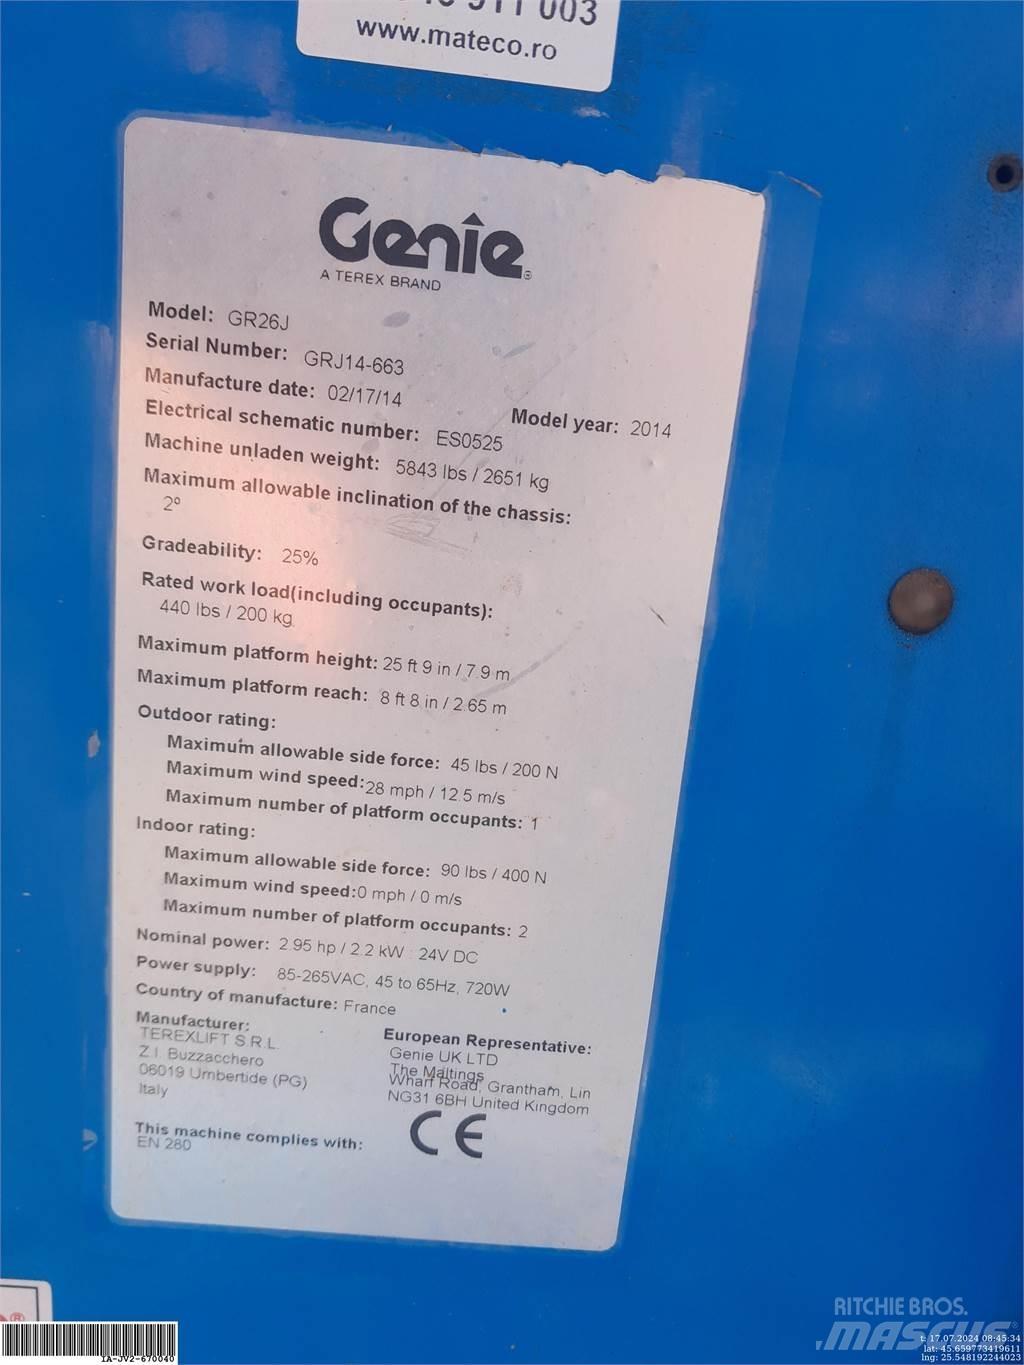 911 003
www.mateco.ro
Genie
A TEREX BRAND
Model: GR26J
Serial Number: GRJ14-663
Manufacture date: 02/17/14 Model year: 2014
Electrical schematic number: ES0525
Machine unladen weight: 5843 lbs / 2651 kg
Maximum allowable inclination of the chassis:
2°
Gradeability: 25%
Rated work load(including occupants):
440 lbs / 200 kg
Maximum platform height: 25 ft 9 in / 7.9 m
Maximum platform reach: 8 ft 8 in / 2.65 m
Outdoor rating:
Maximum allowable side force: 45 lbs / 200 N
Maximum wind speed: 28 mph / 12.5 m/s
Maximum number of platform occupants: 1
Indoor rating:
Maximum allowable side force: 90 lbs / 400 N
Maximum wind speed:0 mph / 0 m/s
Maximum number of platform occupants: 2
Nominal power: 2.95 hp / 2.2 kW : 24V DC
Power supply: 85-265VAC, 45 to 65Hz, 720W
Country of manufacture: France
Manufacturer:
TEREXLIFT S.R.L.
Z.I. Buzzacchero
06019 Umbertide (PG)
Italy
European Representative:
Genie UK LTD
The Maltings
Wharf Road, Grantham, Lin
NG31 6BH United Kingdom
This machine complies with:
EN 280
CE
RITCHIE BROS.
MASCUS
t: 17.07.2024 08:45:34
lat: 45.659773419611
lng: 25.548192244023
IA-JV2-670040